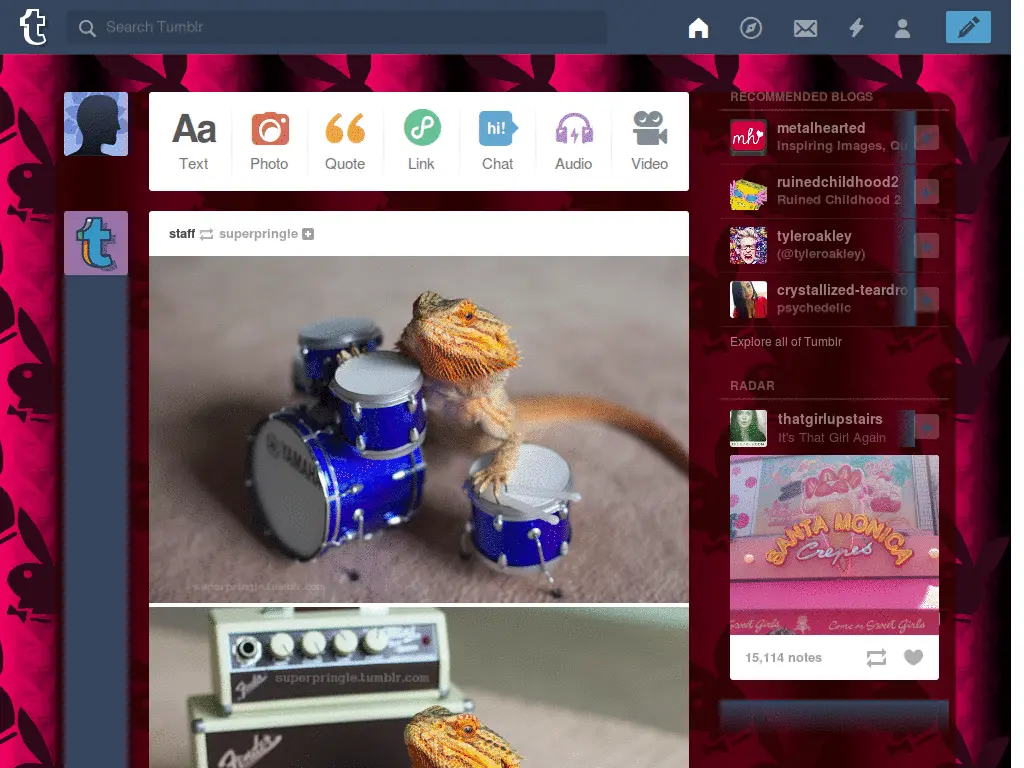 t
Search Tumblr
Aa
hi!
Text
Photo
Quote
Link
Chat
Audio
Video
t
staff superpringle
YAMAH
superpringle.tumblr.com
superpringle.tumblr.com
Fender
RECOMMENDED BLOGS
mh
metalhearted
Inspiring Images, Qu
ruinedchildhood2
Ruined Childhood 2
tyleroakley
(@tyleroakley)
crystallized-teardro
psychedelic
Explore all of Tumblr
RADAR
thatgirlupstairs
It's That Girl Again
SANTA MONICA
Crepes
Sweet Girls
Come on Sweet Girls
15,114 notes